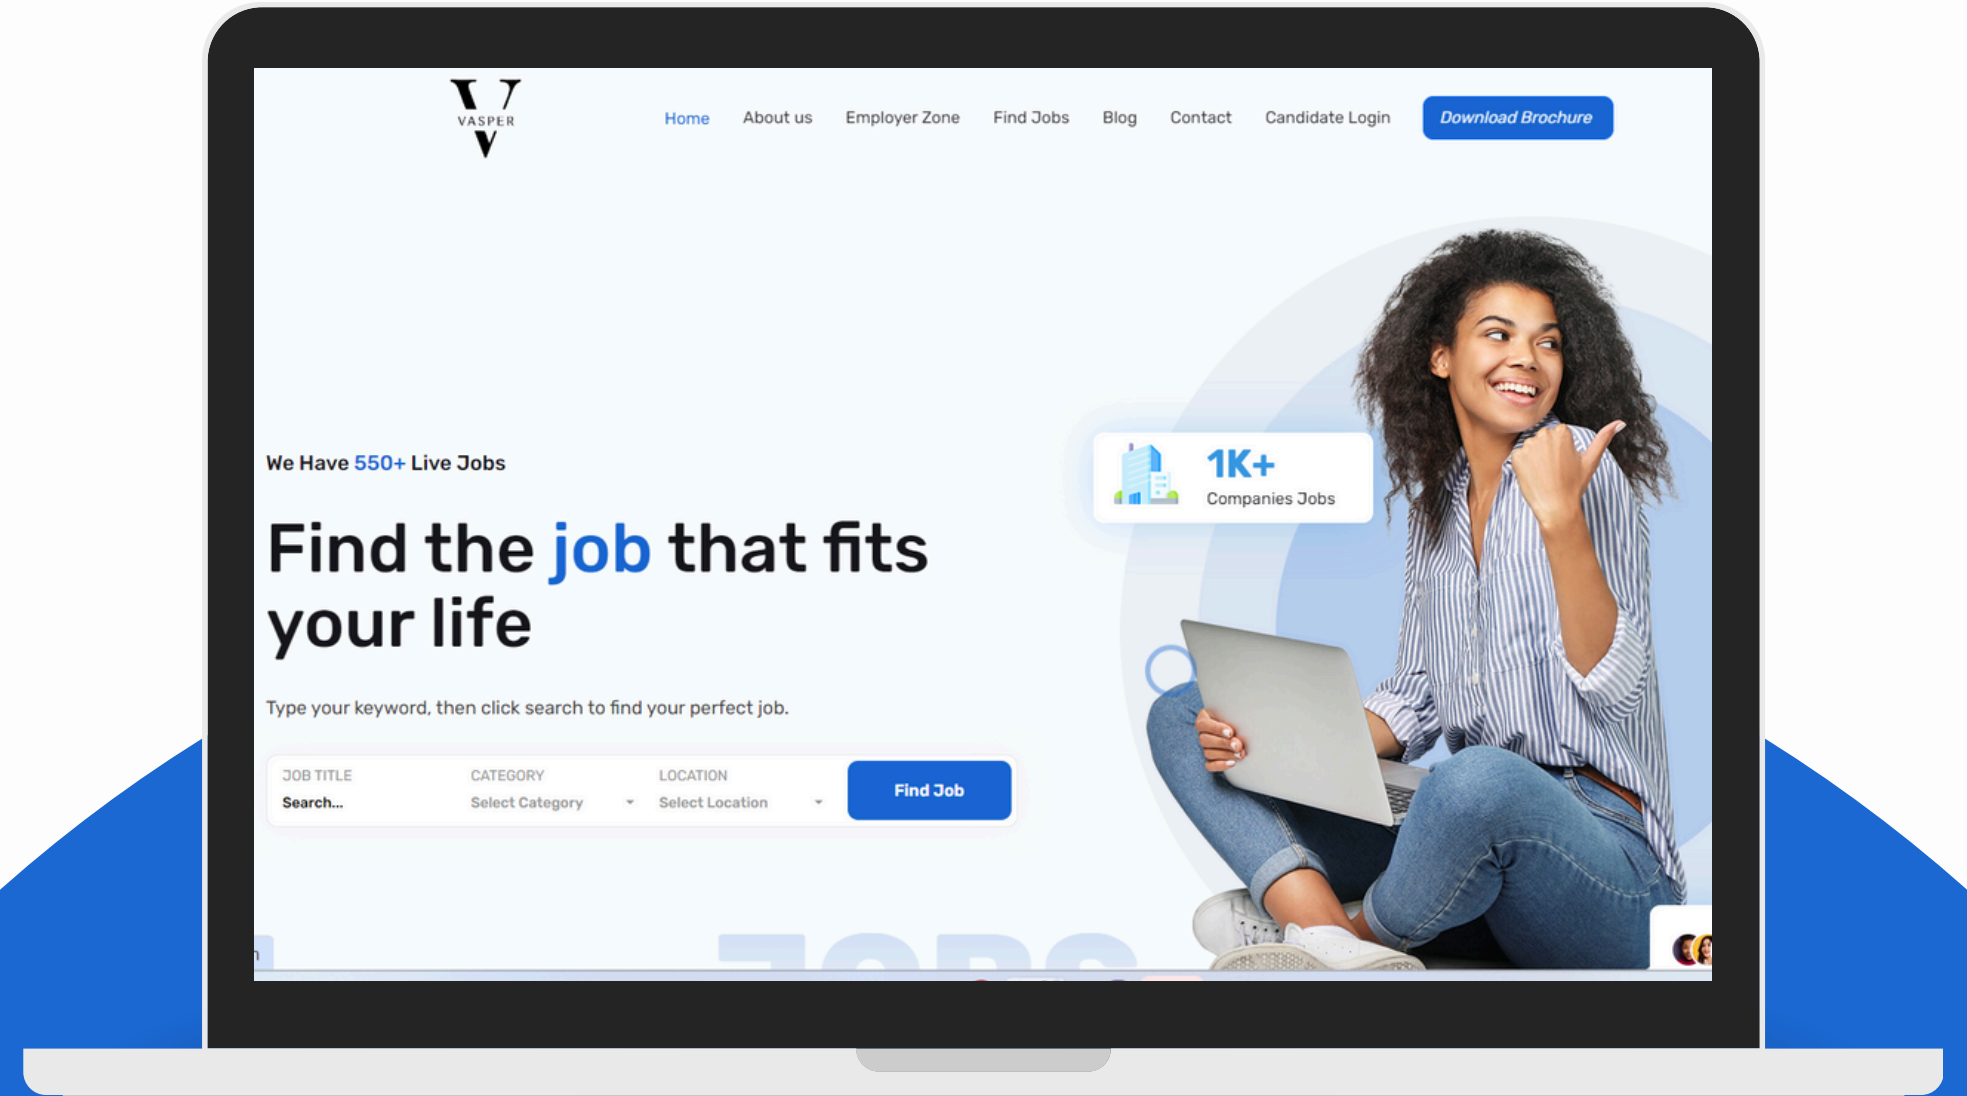 VASPER
Home About us Employer Zone Find Jobs Blog Contact Candidate Login Download Brochure
We Have 550+ Live Jobs
1K+
Companies Jobs
Find the job that fits
your life
Type your keyword, then click search to find your perfect job.
JOB TITLE CATEGORY LOCATION
Search... Select Category Select Location
Find Job
JOBS